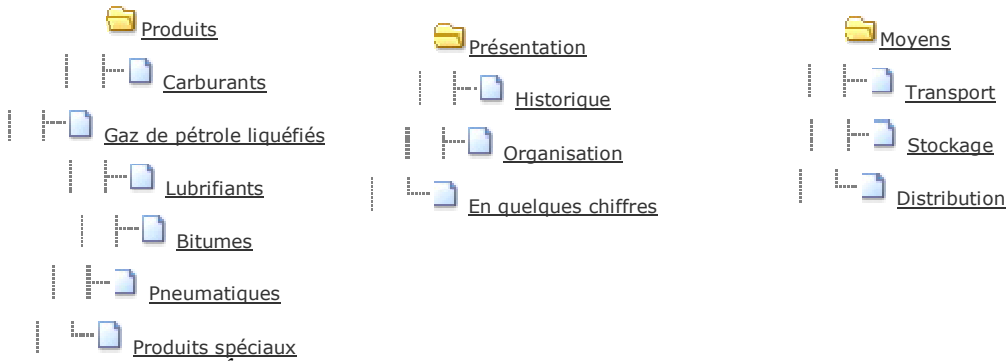 Produits
Carburants
Gaz de pétrole liquéfiés
Lubrifiants
Bitumes
Pneumatiques
Produits spéciaux
Présentation
Historique
Organisation
En quelques chiffres
Moyens
Transport
Stockage
Distribution